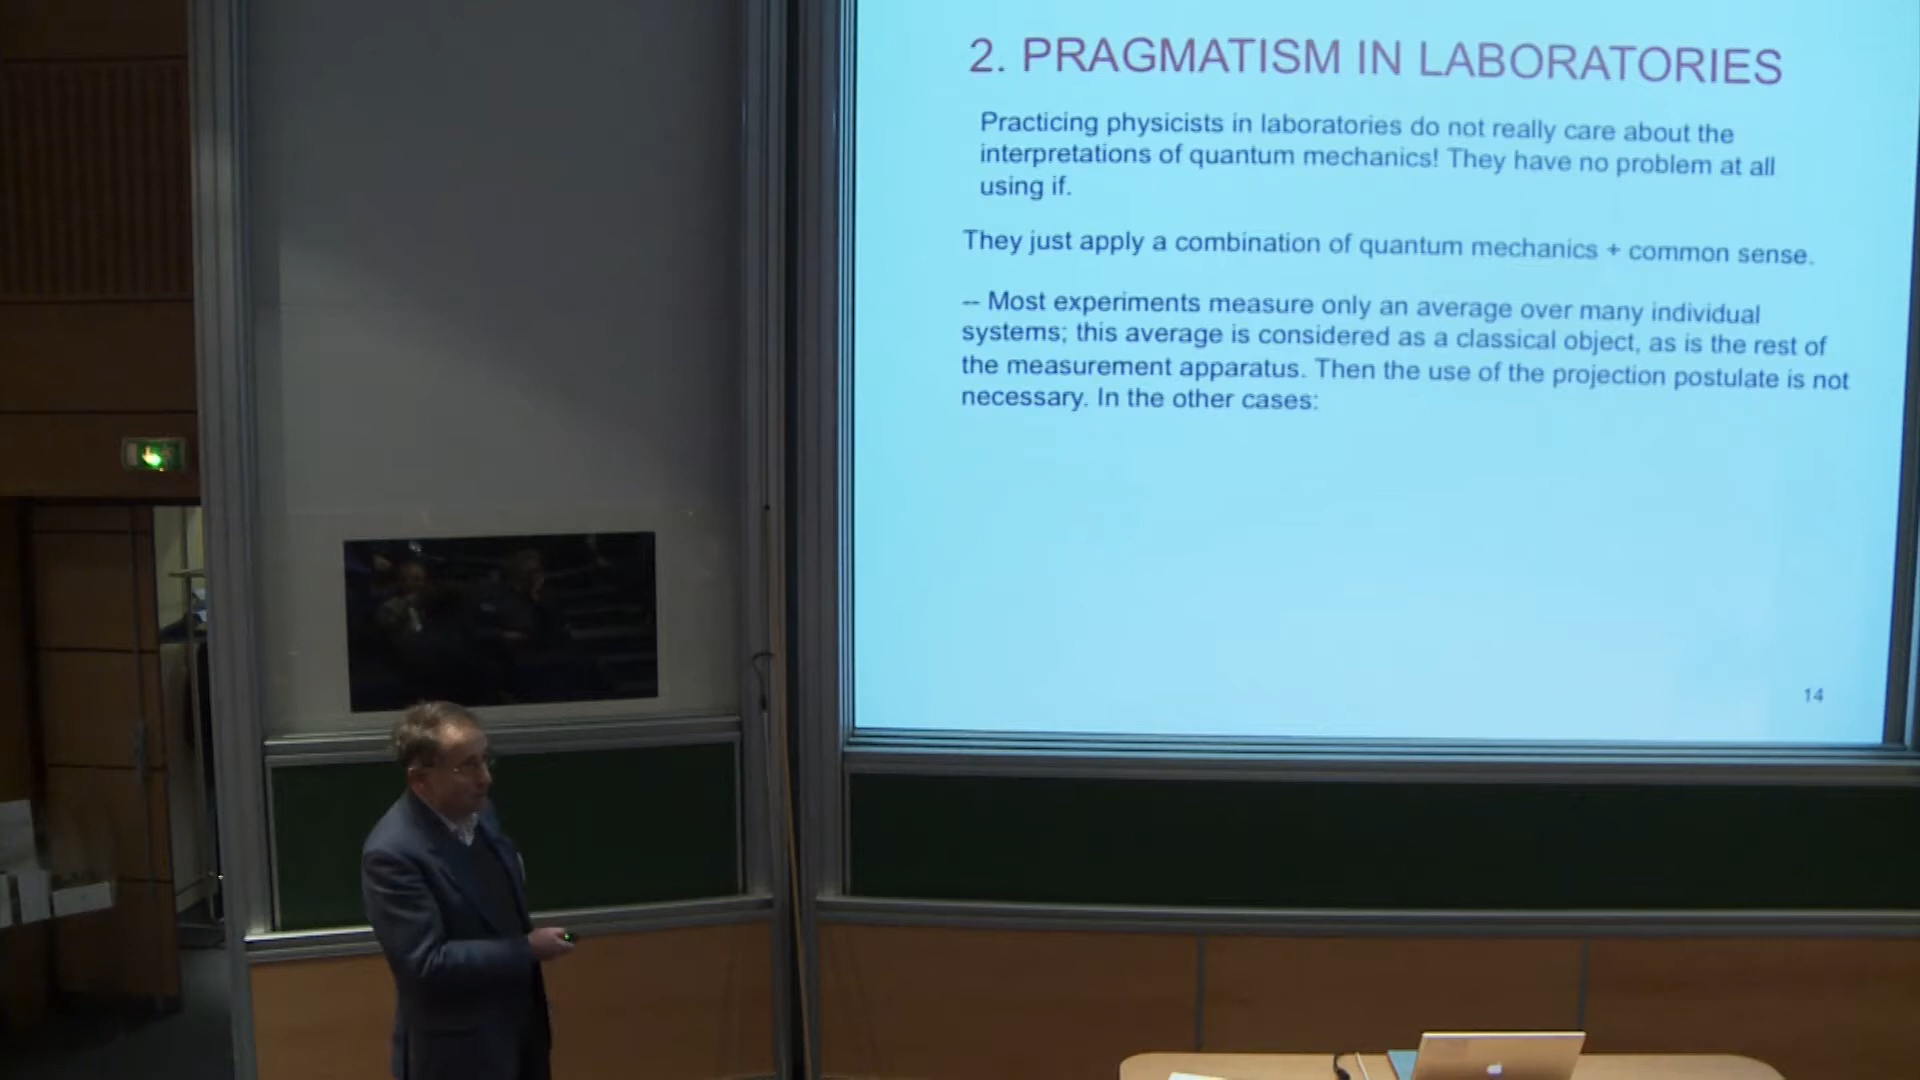 2. PRAGMATISM IN LABORATORIES
Practicing physicists in laboratories do not really care about the
interpretations of quantum mechanics! They have no problem at all
using if.
They just apply a combination of quantum mechanics + common sense.
-- Most experiments measure only an average over many individual
systems; this average is considered as a classical object, as is the rest of
the measurement apparatus. Then the use of the projection postulate is not
necessary. In the other cases:
14